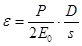 ε = P / 2E₀ · D / s